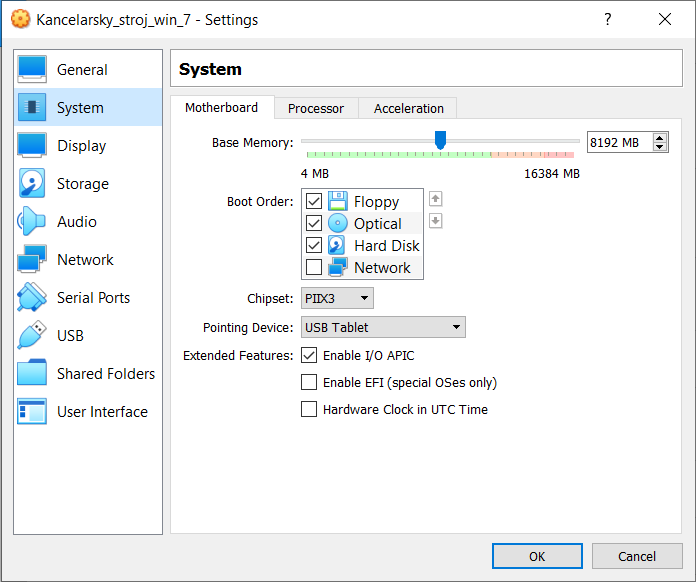 Kancelarsky_stroj_win_7 - Settings
?
General
System
Display
Storage
Audio
Network
Serial Ports
USB
Shared Folders
User Interface
System
Motherboard Processor Acceleration
Base Memory: 8192 MB
4 MB 16384 MB
Boot Order: Floppy
Optical
Hard Disk
Network
Chipset: PIIX3
Pointing Device: USB Tablet
Extended Features: Enable I/O APIC
Enable EFI (special OSes only)
Hardware Clock in UTC Time
OK Cancel